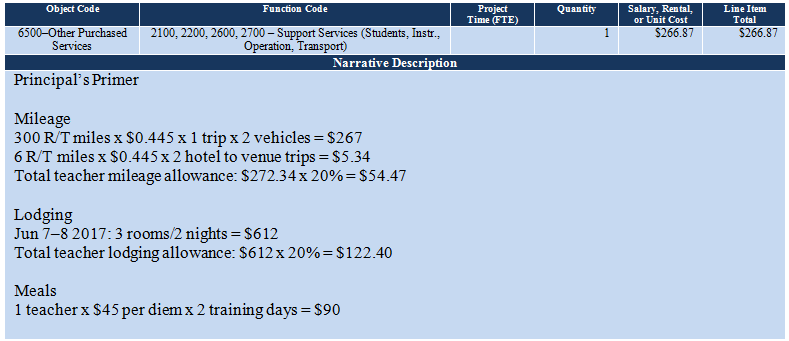 Object Code Function Code Project Time (FTE) Quantity Salary, Rental, or Unit Cost Line Item Total
6500–Other Purchased Services 2100, 2200, 2600, 2700 – Support Services (Students, Instr., Operation, Transport) 1 $266.87 $266.87
Narrative Description
Principal's Primer
Mileage
300 R/T miles x $0.445 x 1 trip x 2 vehicles = $267
6 R/T miles x $0.445 x 2 hotel to venue trips = $5.34
Total teacher mileage allowance: $272.34 x 20% = $54.47
Lodging
Jun 7–8 2017: 3 rooms/2 nights = $612
Total teacher lodging allowance: $612 x 20% = $122.40
Meals
1 teacher x $45 per diem x 2 training days = $90